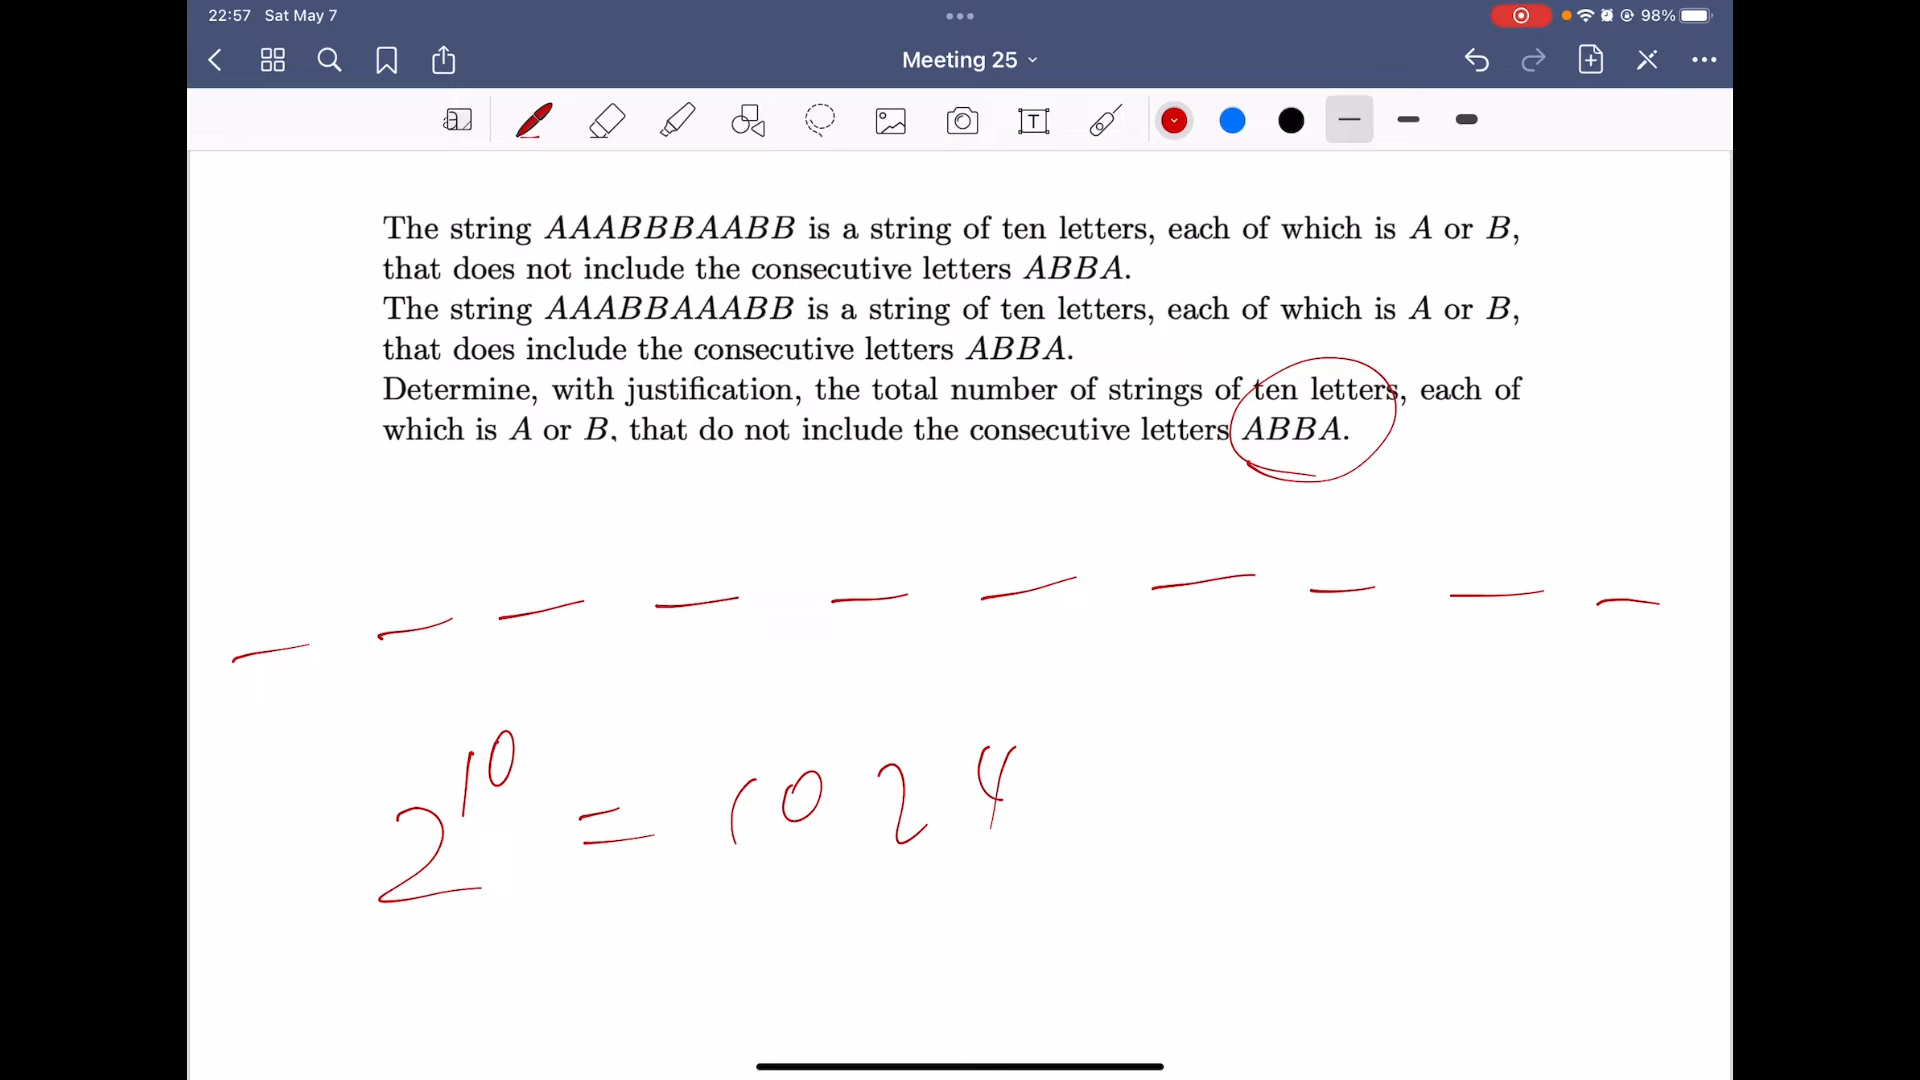 22:57 Sat May 7
98%
Meeting 25
a
T
The string AAABBBAABB is a string of ten letters, each of which is A or B,
that does not include the consecutive letters ABBA.
The string AAABBAAABB is a string of ten letters, each of which is A or B,
that does include the consecutive letters ABBA.
Determine, with justification, the total number of strings of ten letters, each of
which is A or B, that do not include the consecutive letters ABBA.
2^10 = 1024